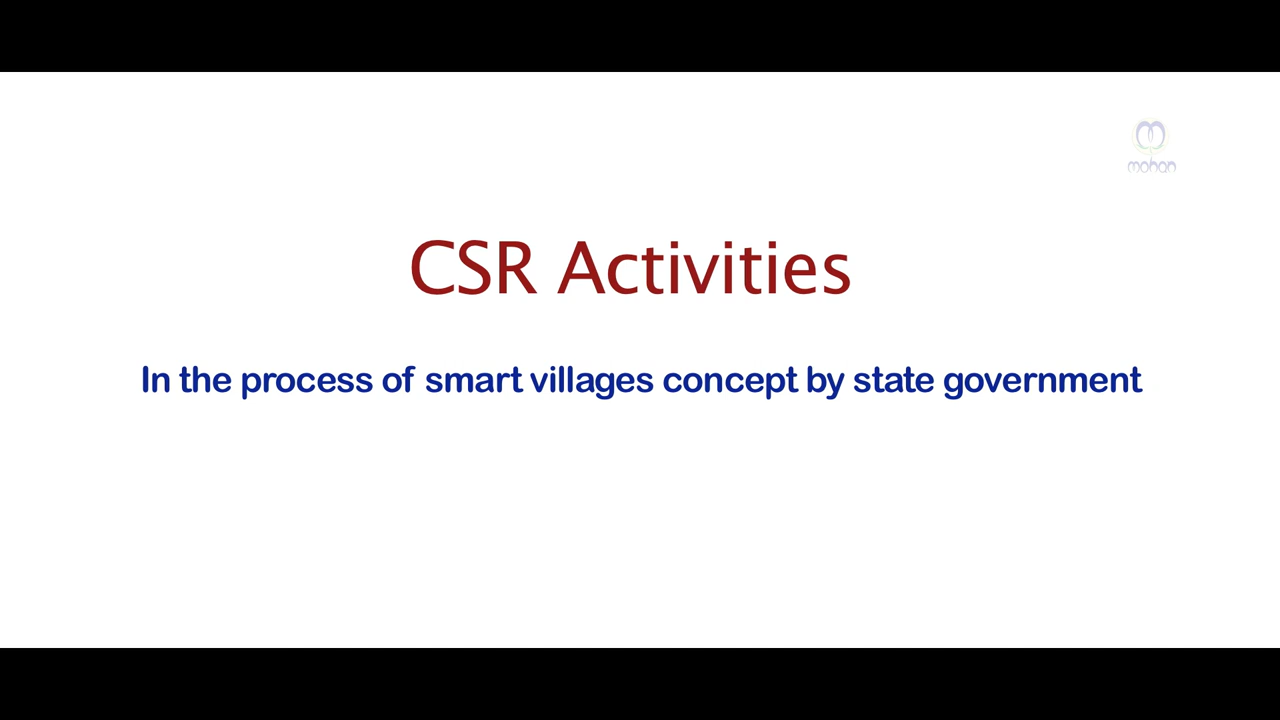 mohan
CSR Activities
In the process of smart villages concept by state government